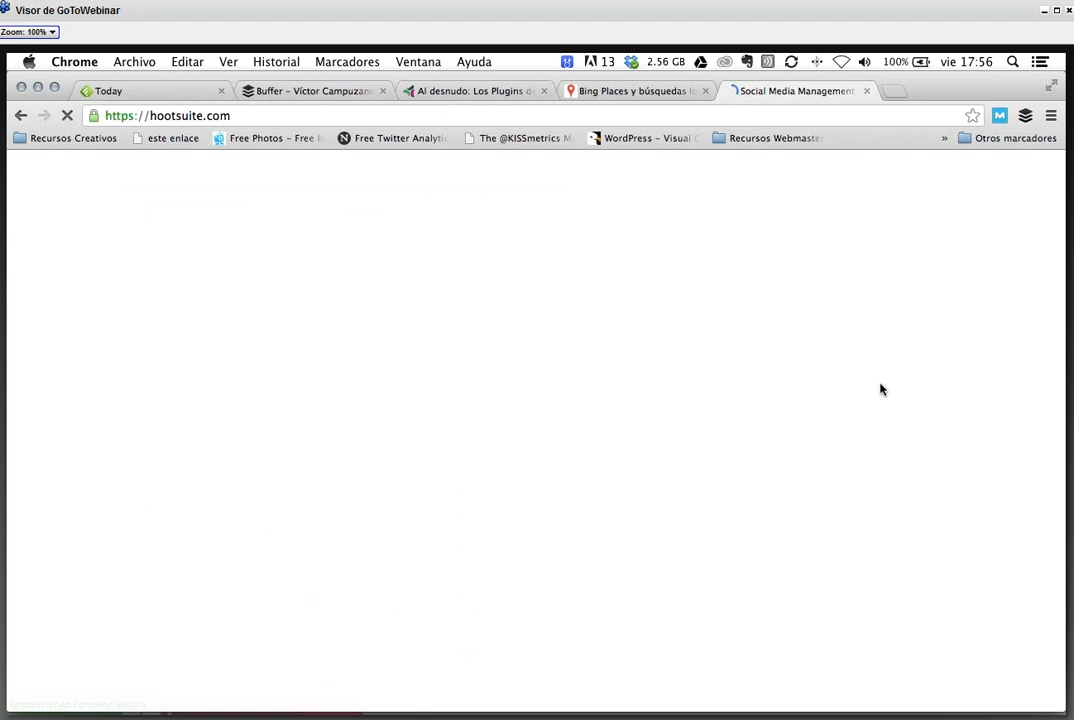 Visor de GoToWebinar
Zoom: 100%
Chrome Archivo Editar Ver Historial Marcadores Ventana Ayuda 13 2.56 GB 100% vie 17:56
Today Buffer – Víctor Campuzano Al desnudo: Los Plugins de Bing Places y búsquedas lo Social Media Management
https://hootsuite.com
Recursos Creativos este enlace Free Photos – Free Free Twitter Analytic The @KISSmetrics M WordPress – Visual Recursos Webmaster » Otros marcadores